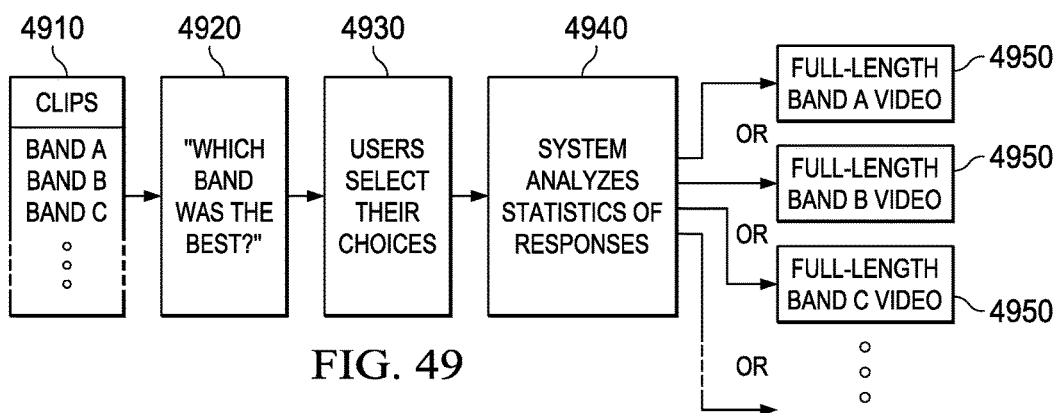 4910
4920
4930
4940
CLIPS
BAND A
BAND B
BAND C
"WHICH
BAND
WAS THE
BEST?"
USERS
SELECT
THEIR
CHOICES
SYSTEM
ANALYZES
STATISTICS OF
RESPONSES
FULL-LENGTH
BAND A VIDEO
4950
OR
FULL-LENGTH
BAND B VIDEO
4950
OR
FULL-LENGTH
BAND C VIDEO
4950
OR
FIG. 49